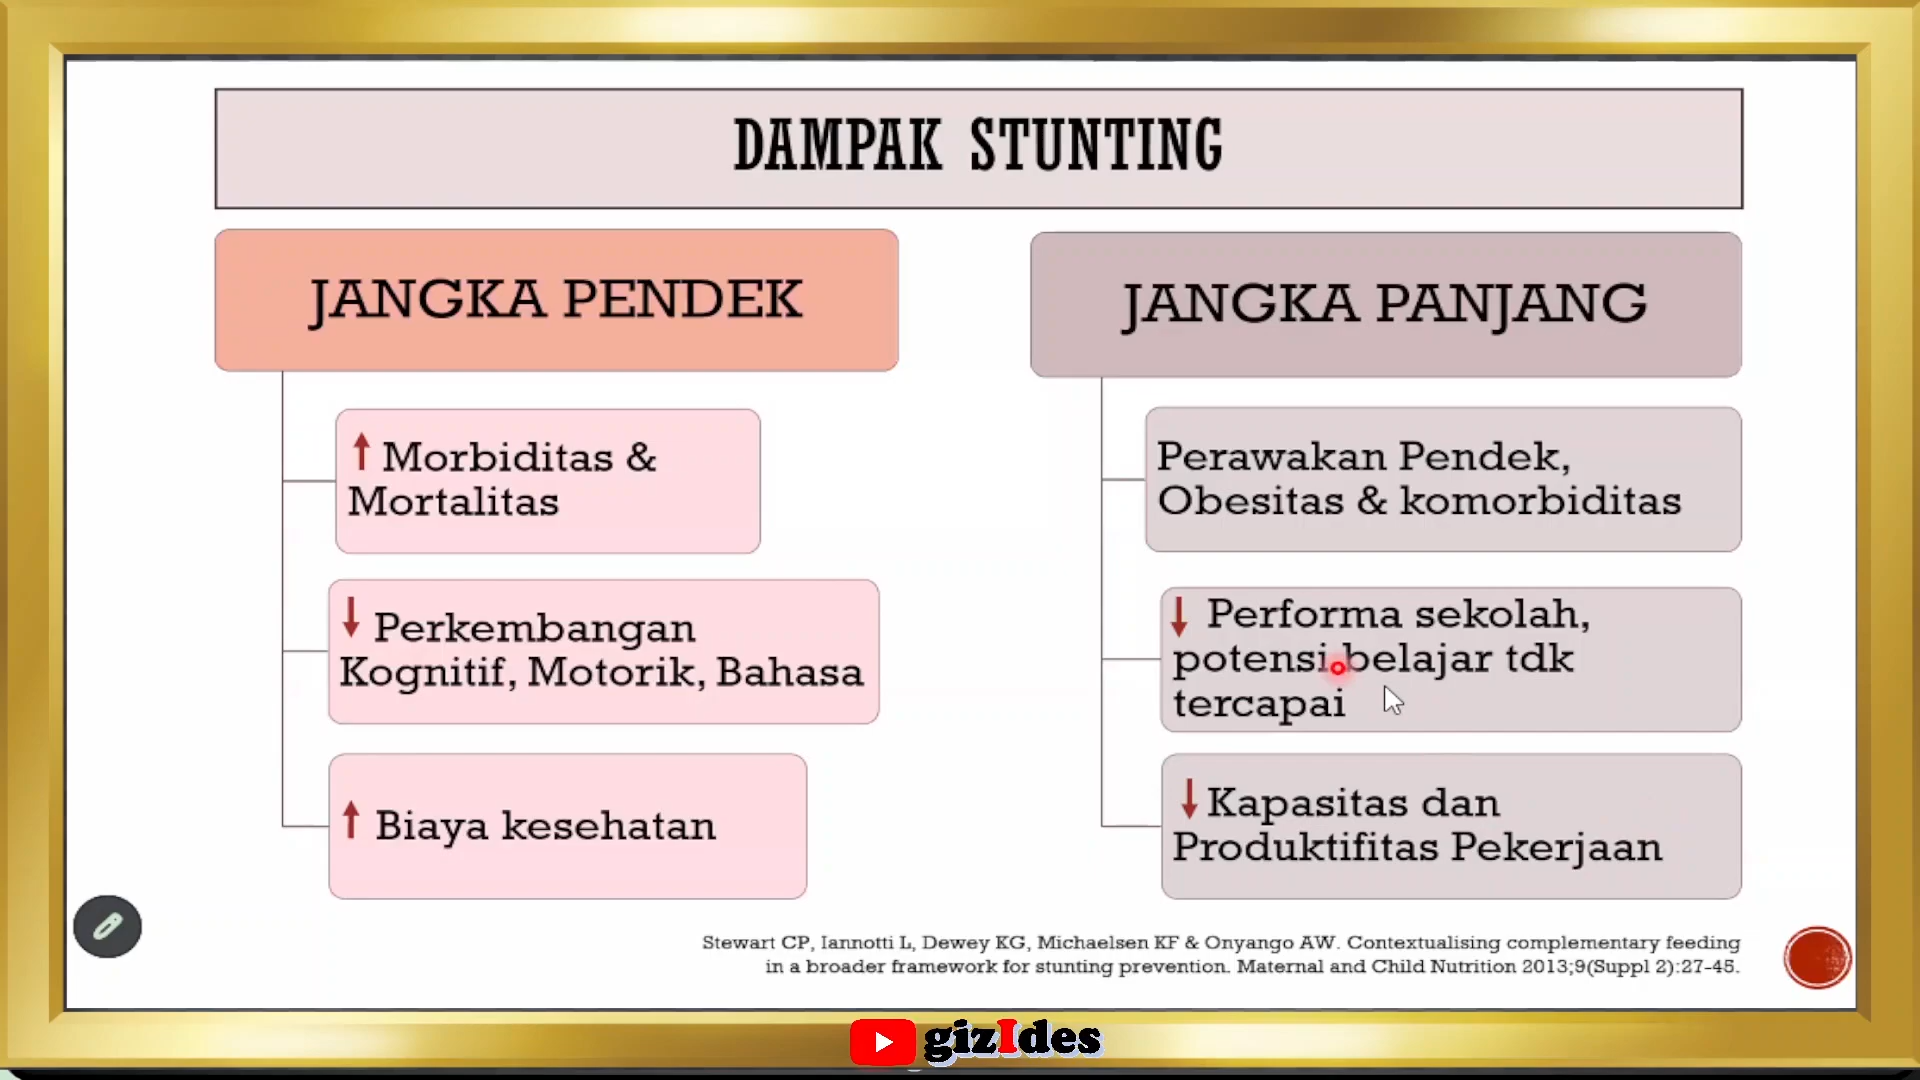 DAMPAK STUNTING
JANGKA PENDEK
↑ Morbiditas &
Mortalitas
↓ Perkembangan
Kognitif, Motorik, Bahasa
↑ Biaya kesehatan
JANGKA PANJANG
Perawakan Pendek,
Obesitas & komorbiditas
↓ Performa sekolah,
potensi belajar tdk
tercapai
↓ Kapasitas dan
Produktifitas Pekerjaan
Stewart CP, Iannotti L, Dewey KG, Michaelsen KF & Onyango AW. Contextualising complementary feeding
in a broader framework for stunting prevention. Maternal and Child Nutrition 2013;9(Suppl 2):27-45.
gizIdes